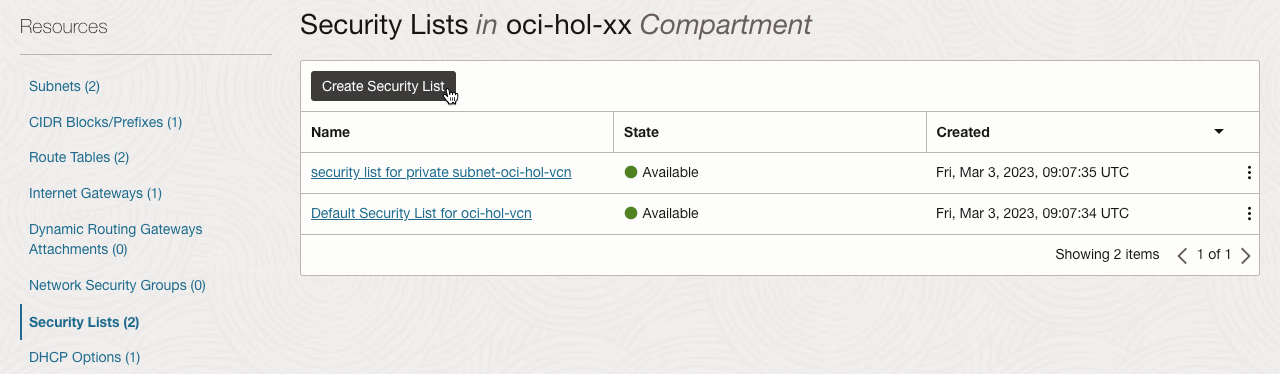 Resources
Subnets (2)
CIDR Blocks/Prefixes (1)
Route Tables (2)
Internet Gateways (1)
Dynamic Routing Gateways
Attachments (0)
Network Security Groups (0)
Security Lists (2)
DHCP Options (1)
Security Lists in oci-hol-xx Compartment
Create Security List
Name State Created
security list for private subnet-oci-hol-vcn Available Fri, Mar 3, 2023, 09:07:35 UTC
Default Security List for oci-hol-vcn Available Fri, Mar 3, 2023, 09:07:34 UTC
Showing 2 items 1 of 1